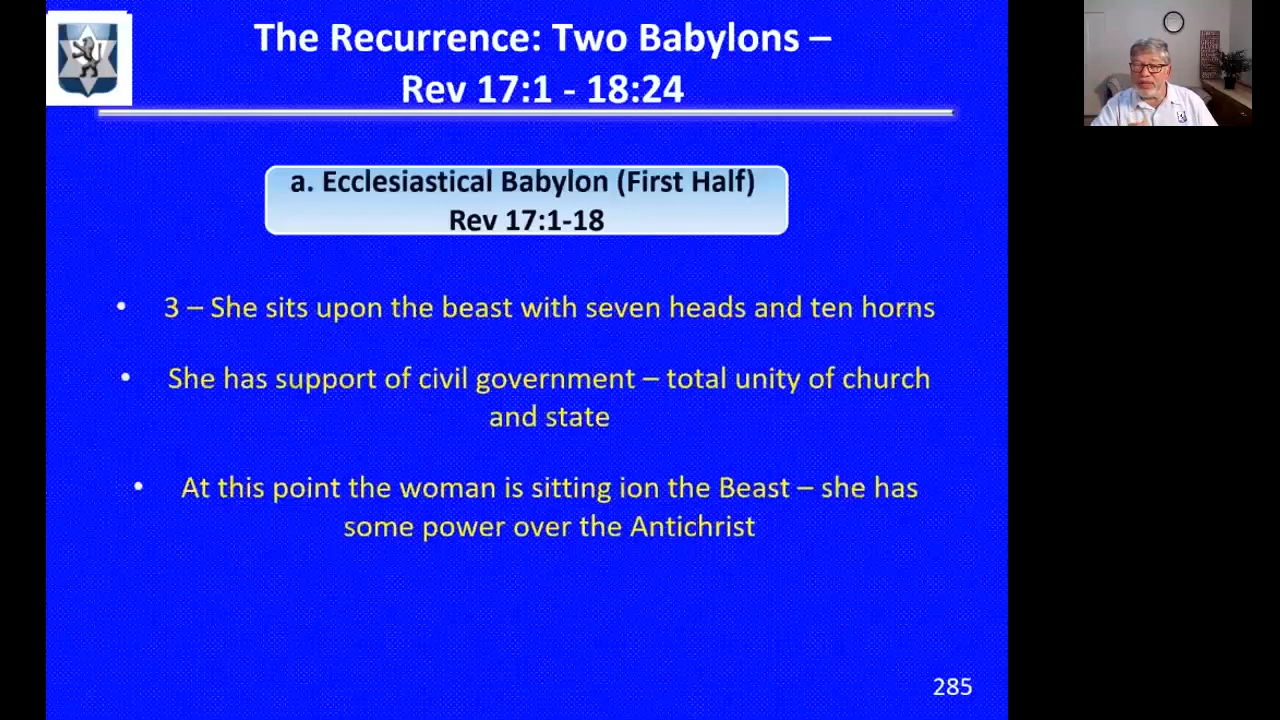 The Recurrence: Two Babylons –
Rev 17:1 - 18:24
a. Ecclesiastical Babylon (First Half)
Rev 17:1-18
• 3 – She sits upon the beast with seven heads and ten horns
• She has support of civil government – total unity of church
and state
• At this point the woman is sitting ion the Beast – she has
some power over the Antichrist
285